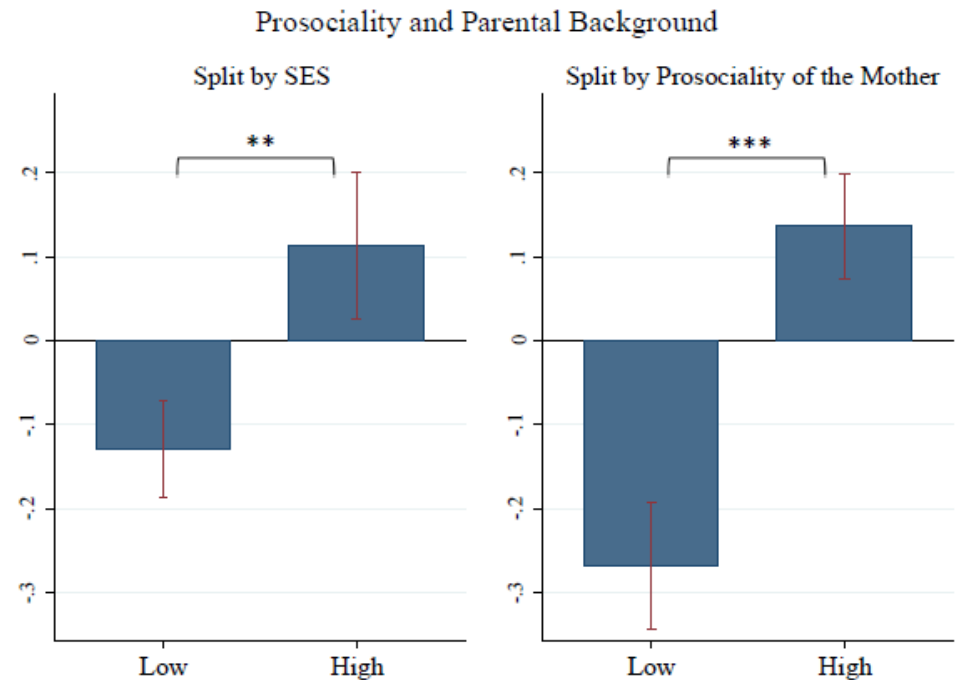 Prosociality and Parental Background
Split by SES
**
.2
.1
0
-.1
-.2
-.3
Low High
Split by Prosociality of the Mother
***
.2
.1
0
-.1
-.2
-.3
Low High